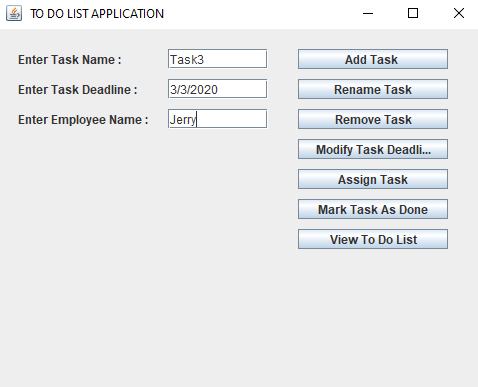 TO DO LIST APPLICATION
Enter Task Name : Task3 Add Task
Enter Task Deadline : 3/3/2020 Rename Task
Enter Employee Name : Jerry Remove Task
Modify Task Deadli...
Assign Task
Mark Task As Done
View To Do List